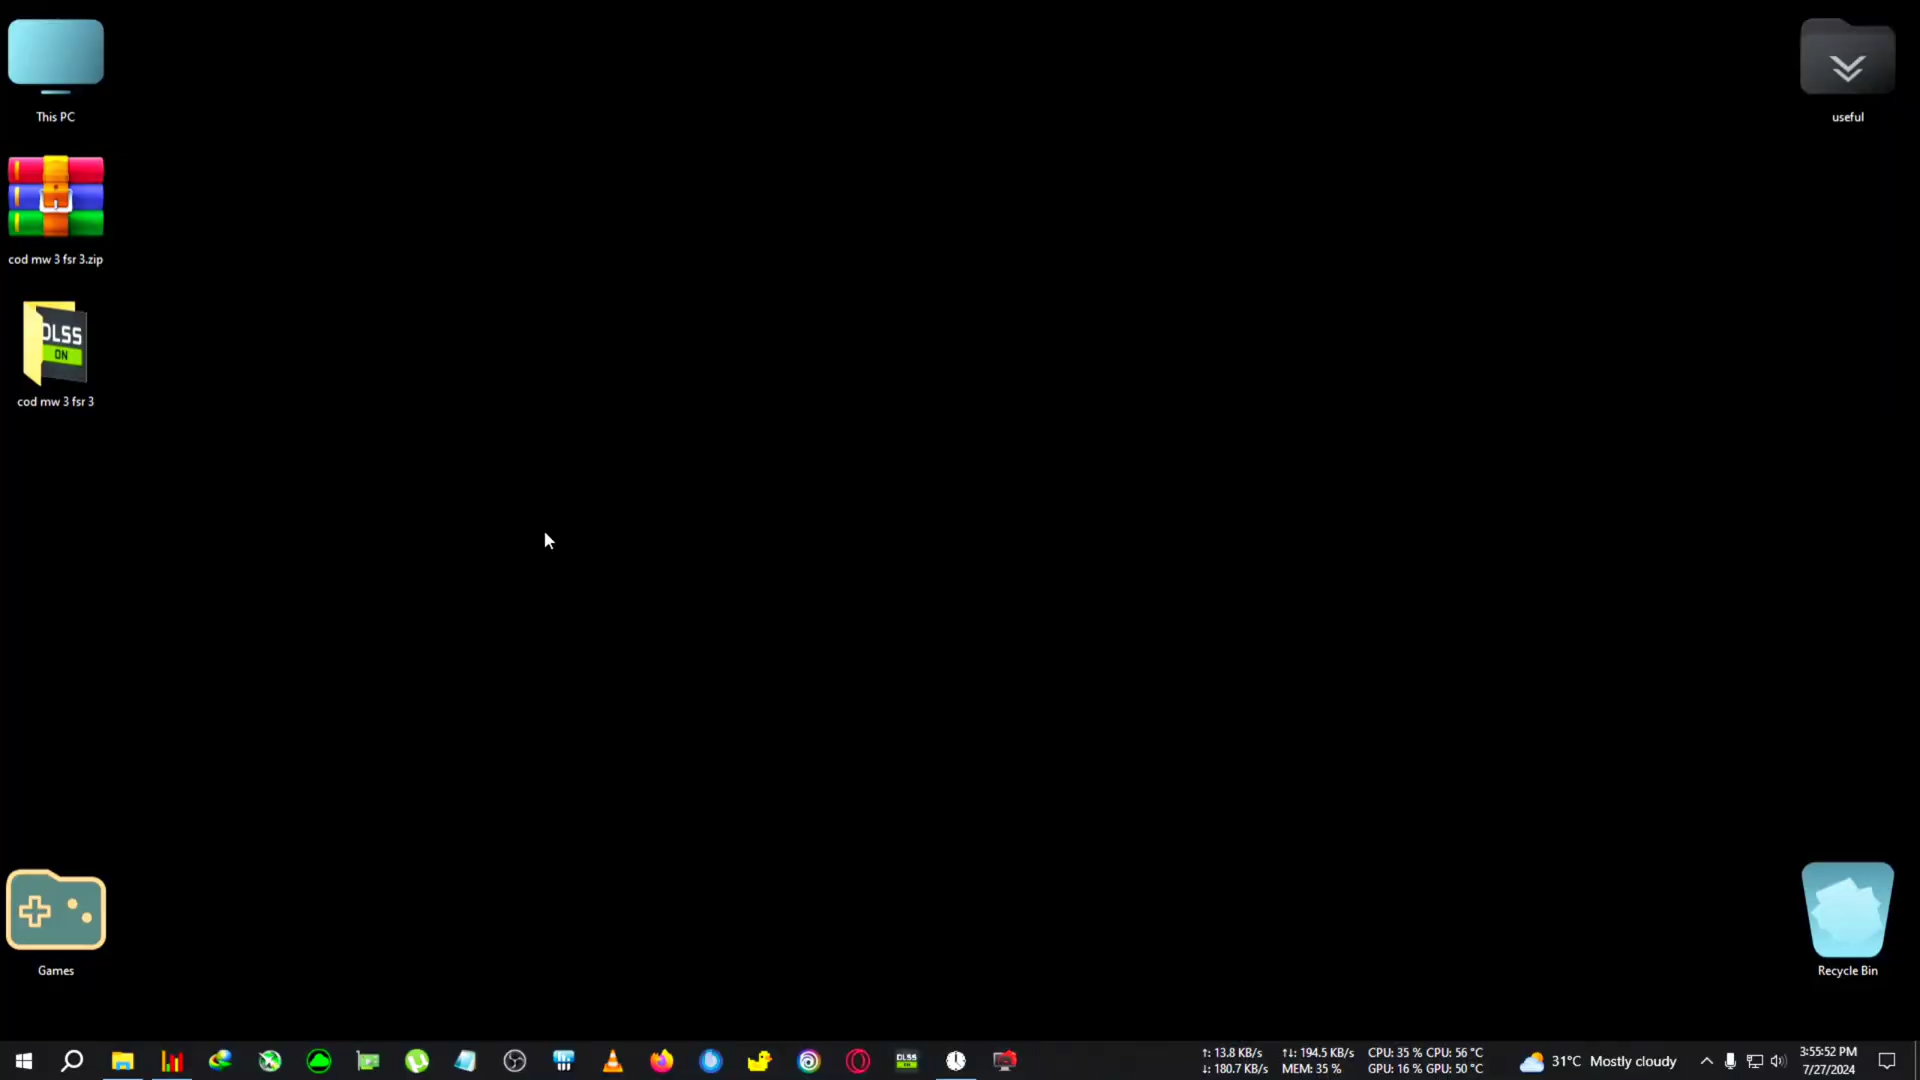 This PC
useful
cod mw 3 fsr 3.zip
DLSS
ON
cod mw 3 fsr 3
Games
Recycle Bin
DLSS
↑: 13.8 KB/s ↑↓: 194.5 KB/s CPU: 35 % CPU: 56 °C
↓: 180.7 KB/s MEM: 35 % GPU: 16 % GPU: 50 °C
31°C Mostly cloudy
3:55:52 PM
7/27/2024